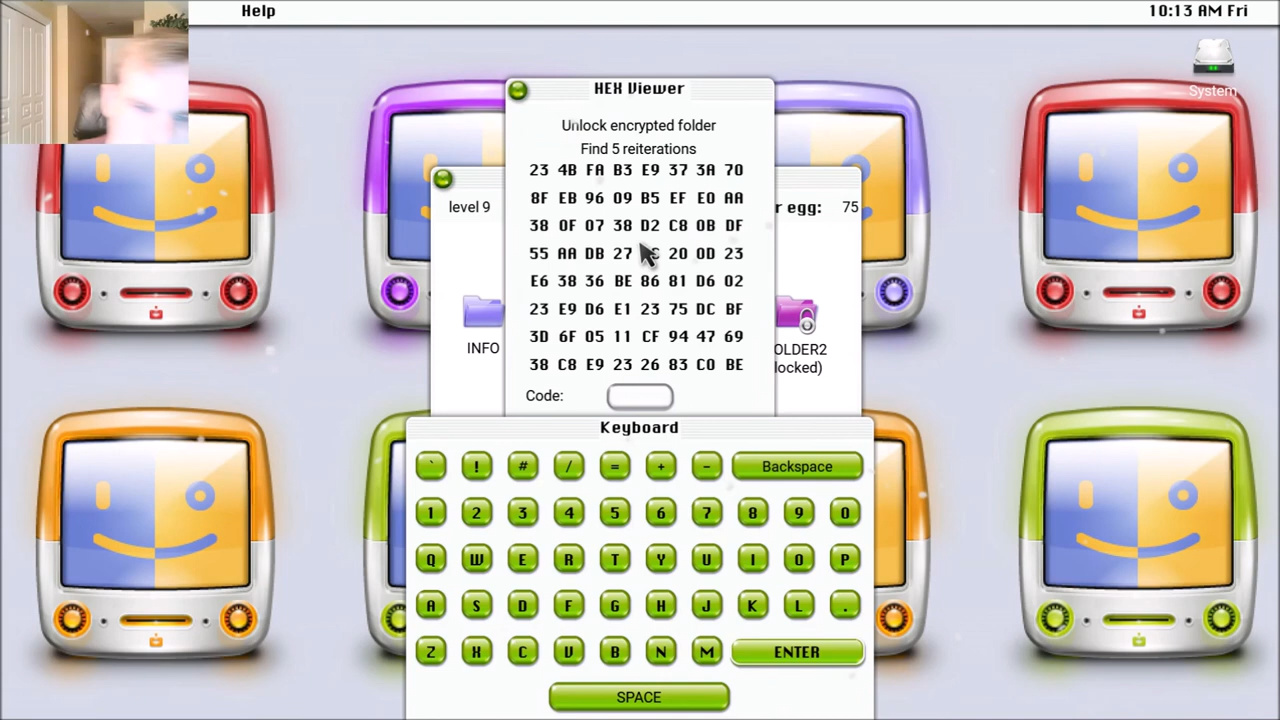 Help
10:13 AM Fri
System
HEX Viewer
Unlock encrypted folder
Find 5 reiterations
23 4B FA B3 E9 37 3A 70
8F EB 96 09 B5 EF E0 AA
38 0F 07 38 D2 C8 0B DF
55 AA DB 27 20 0D 23
E6 38 36 BE 86 81 D6 02
23 E9 D6 E1 23 75 DC BF
3D 6F 05 11 CF 94 47 69
38 C8 E9 23 26 83 C0 BE
Code:
level 9
r egg: 75
INFO
OLDER2
locked)
Keyboard
` ! # / = + - Backspace
1 2 3 4 5 6 7 8 9 0
Q W E R T Y U I O P
A S D F G H J K L .
Z X C V B N M ENTER
SPACE